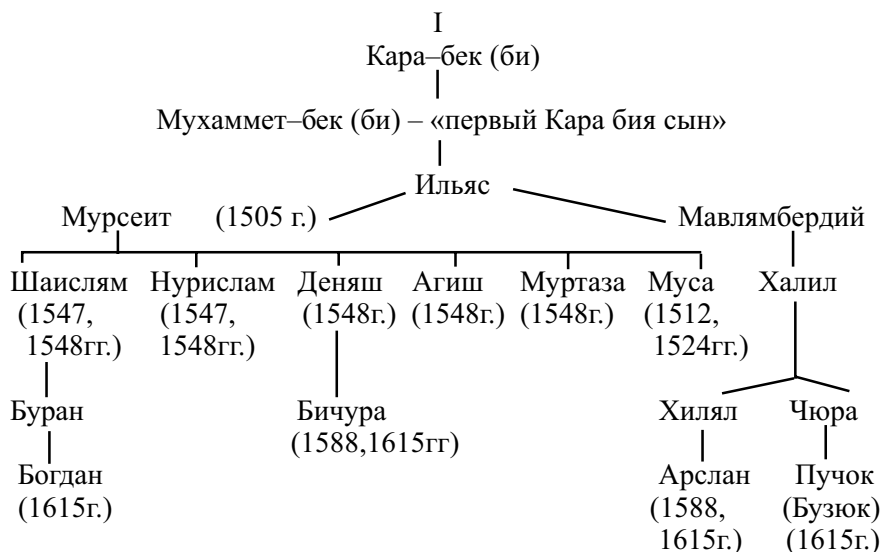 I
Кара–бек (би)
Мухаммет–бек (би) – «первый Кара бия сын»
Ильяс
Мурсеит (1505 г.) Мавлямбердий
Шаислям Нурислам Деняш Агиш Муртаза Муса Халил
(1547, (1547, (1548г.) (1548г.) (1548г.) (1512,
1548гг.) 1548гг.) 1524гг.)
Буран Бичура Хилял Чюра
(1588,1615гг)
Богдан Арслан Пучок
(1615г.) (1588, (Бузюк)
1615г.) (1615г.)